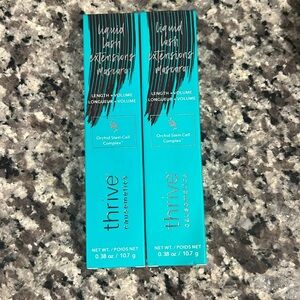 liquid
lash
extensions
mascara
LENGTH + VOLUME
LONGUEUR + VOLUME
Orchid Stem Cell
Complex™
thrive
causemetics
NET WT. / POIDS NET
0.38 oz / 10.7 g
liquid
lash
extensions
mascara
LENGTH + VOLUME
LONGUEUR + VOLUME
Orchid Stem Cell
Complex™
thrive
causemetics
NET WT. / POIDS NET
0.38 oz / 10.7 g